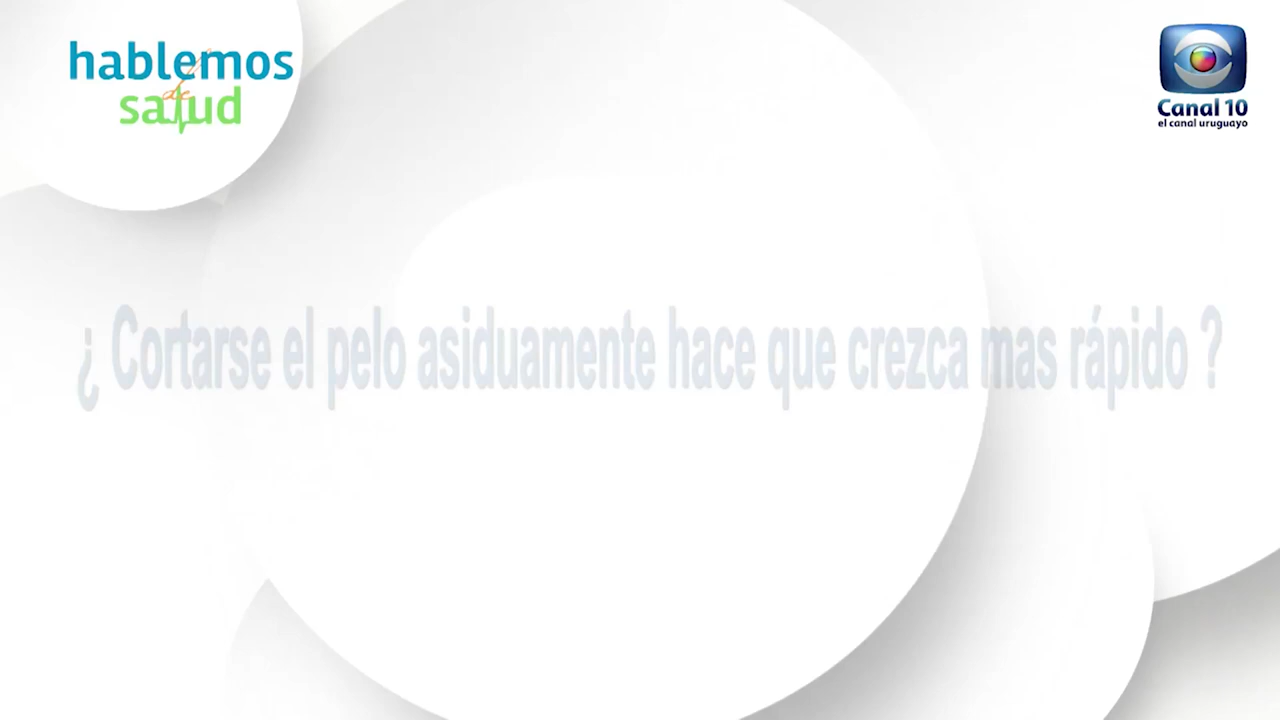 hablemos
de
salud
Canal 10
el canal uruguayo
¿ Cortarse el pelo asiduamente hace que crezca mas rápido ?